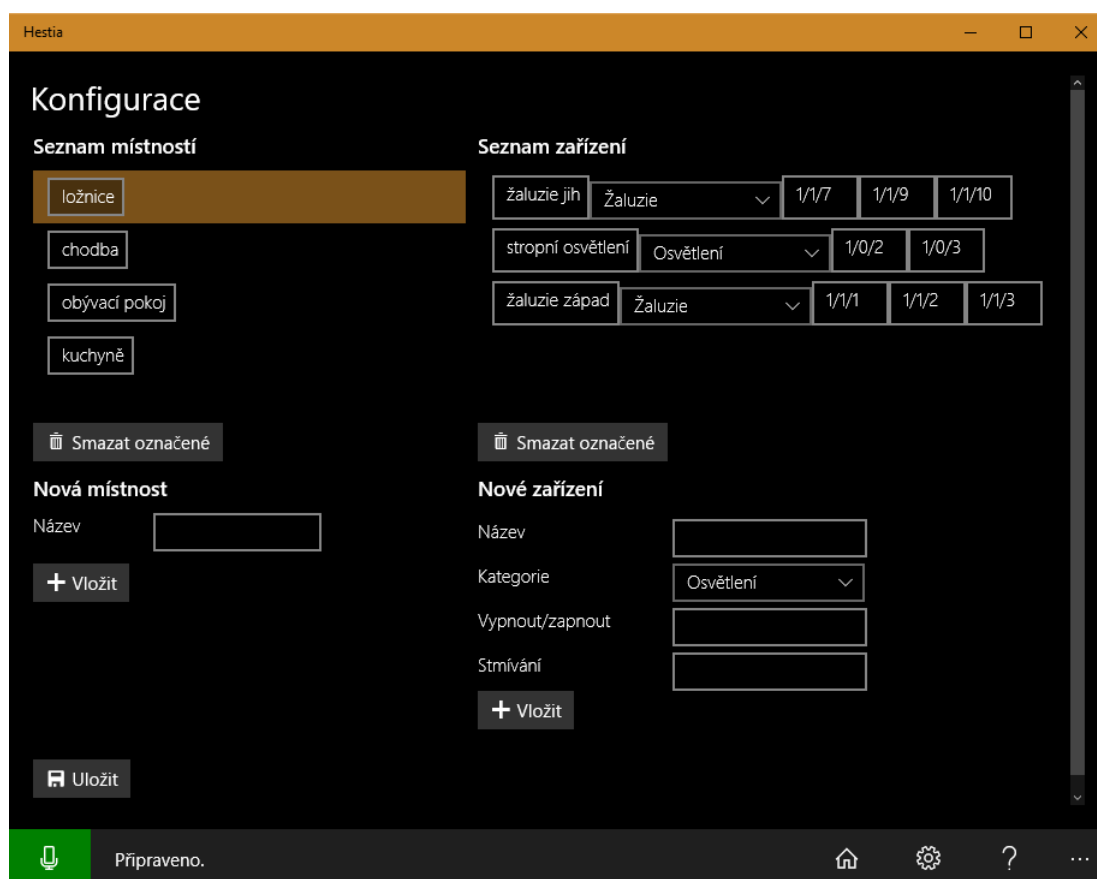 Hestia
Konfigurace
Seznam místností
ložnice
chodba
obývací pokoj
kuchyně
Smazat označené
Seznam zařízení
žaluzie jih Žaluzie 1/1/7 1/1/9 1/1/10
stropní osvětlení Osvětlení 1/0/2 1/0/3
žaluzie západ Žaluzie 1/1/1 1/1/2 1/1/3
Smazat označené
Nová místnost
Název
Vložit
Nové zařízení
Název
Kategorie Osvětlení
Vypnout/zapnout
Stmívání
Vložit
Uložit
Připraveno.